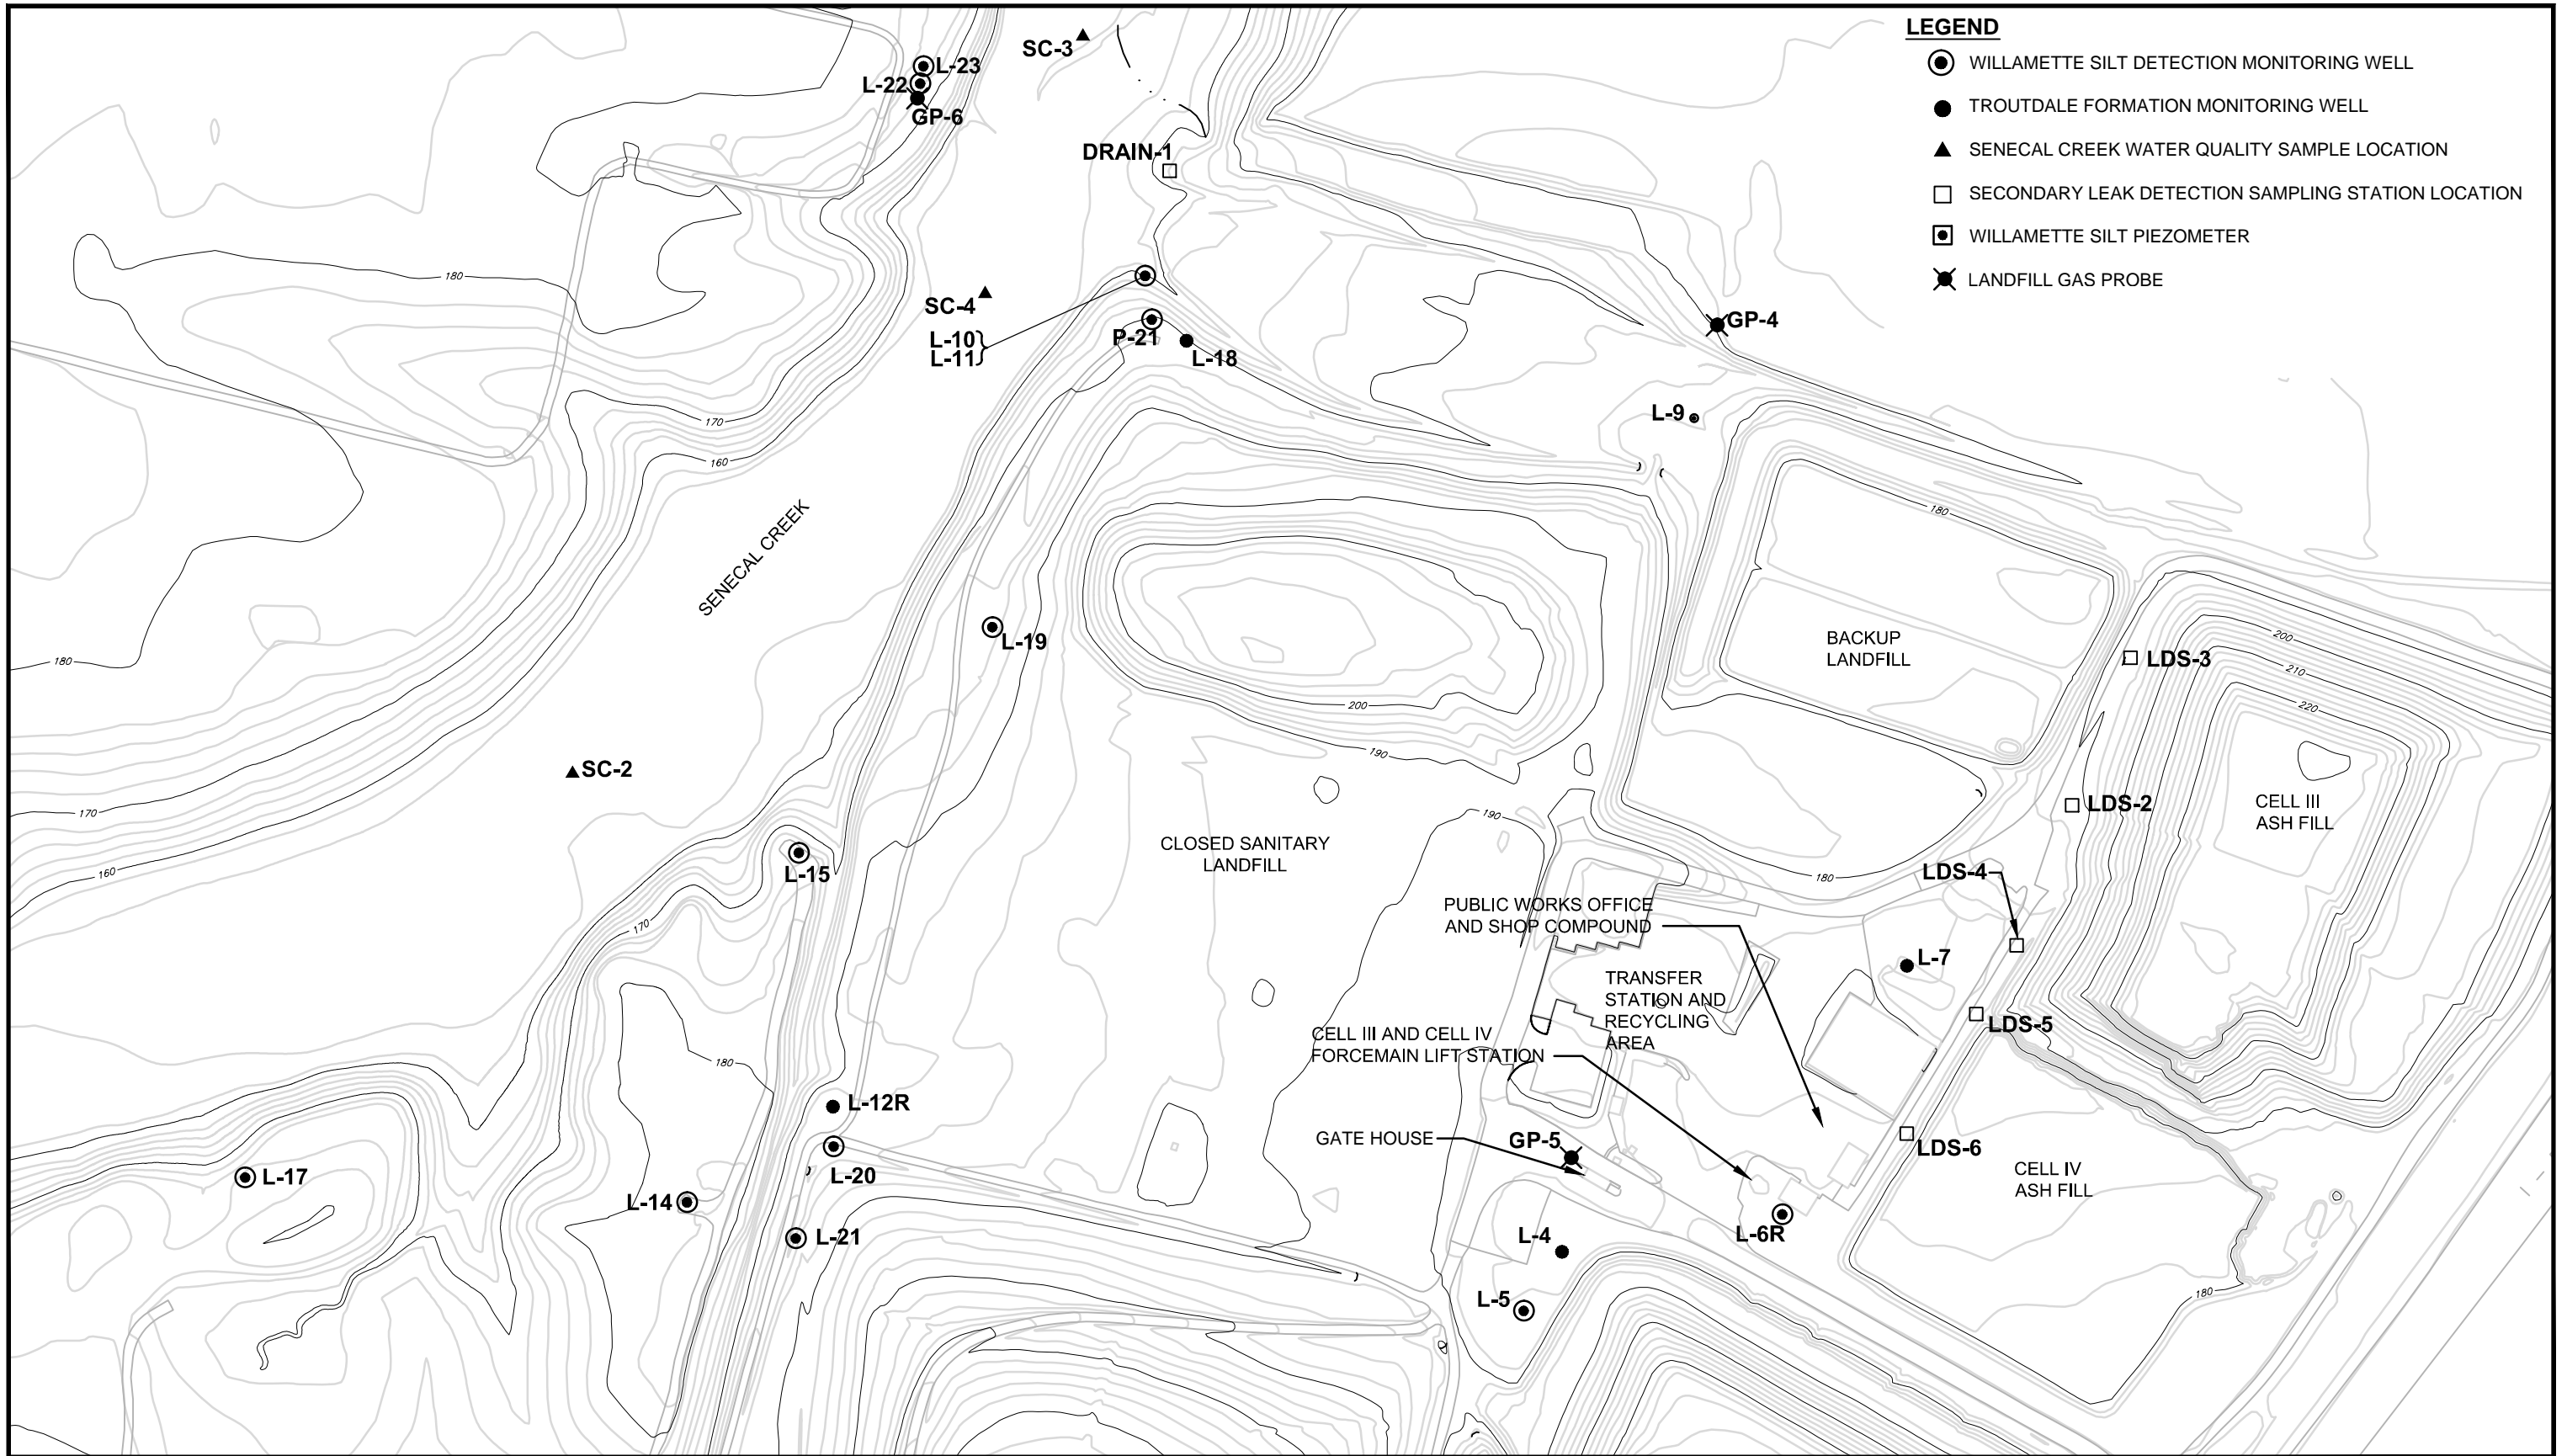 LEGEND
WILLAMETTE SILT DETECTION MONITORING WELL
TROUTDALE FORMATION MONITORING WELL
SENECAL CREEK WATER QUALITY SAMPLE LOCATION
SECONDARY LEAK DETECTION SAMPLING STATION LOCATION
WILLAMETTE SILT PIEZOMETER
LANDFILL GAS PROBE
SC-3
L-23
L-22
GP-6
DRAIN-1
180
SC-4
L-10
L-11
P-21
L-18
GP-4
L-9
170
160
180
SENECAL CREEK
L-19
BACKUP
LANDFILL
200
LDS-3
210
220
180
200
190
SC-2
170
190
LDS-2
CELL III
ASH FILL
CLOSED SANITARY
LANDFILL
160
L-15
180
LDS-4
170
PUBLIC WORKS OFFICE
AND SHOP COMPOUND
L-7
TRANSFER
STATION AND
RECYCLING
AREA
LDS-5
CELL III AND CELL IV
FORCEMAIN LIFT STATION
180
L-12R
GATE HOUSE
GP-5
LDS-6
L-17
L-20
CELL IV
ASH FILL
L-14
L-21
L-4
L-6R
L-5
180